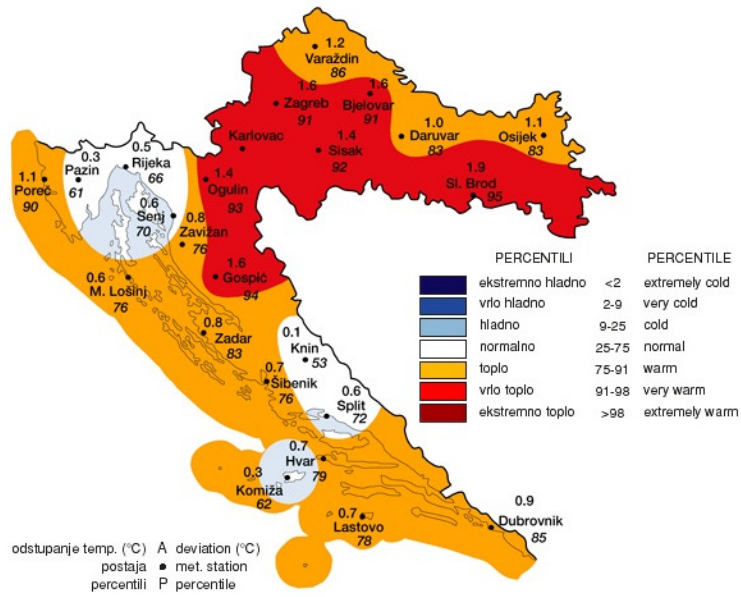 1.2
Varaždin
86
1.6
Zagreb
91
1.6
Bjelovar
91
1.0
Daruvar
83
1.1
Osijek
83
Karlovac
1.4
Sisak
92
1.9
Sl. Brod
95
0.5
Rijeka
66
0.3
Pazin
61
1.1
Poreč
90
1.4
Ogulin
93
0.6
Senj
70
0.8
Zavižan
76
1.6
Gospić
94
0.6
M. Lošinj
76
0.8
Zadar
83
0.1
Knin
53
0.7
Šibenik
76
0.6
Split
72
0.7
Hvar
79
0.3
Komiža
62
0.7
Lastovo
78
0.9
Dubrovnik
85
PERCENTILI PERCENTILE
ekstremno hladno <2 extremely cold
vrlo hladno 2-9 very cold
hladno 9-25 cold
normalno 25-75 normal
toplo 75-91 warm
vrlo toplo 91-98 very warm
ekstremno toplo >98 extremely warm
odstupanje temp. (°C) A deviation (°C)
postaja met. station
percentili P percentile